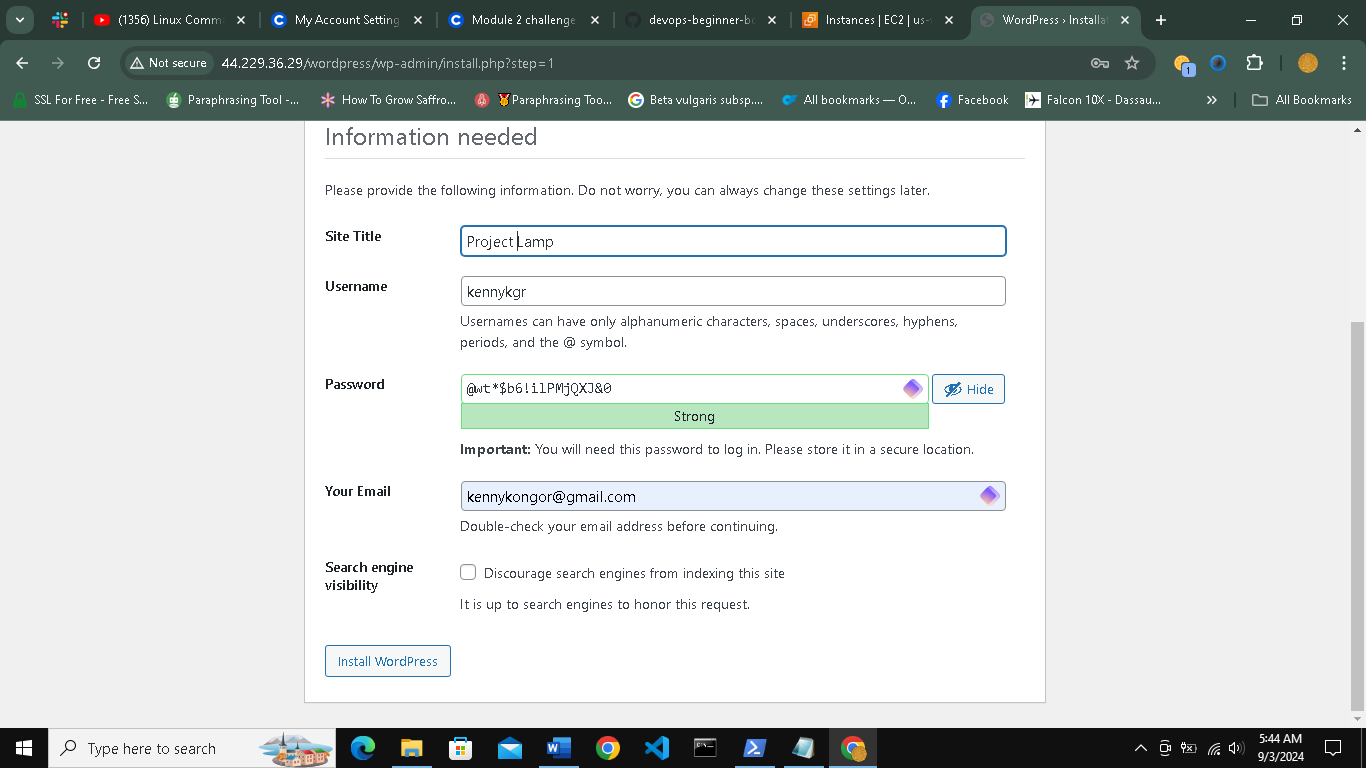 (1356) Linux Comm
My Account Setting
Module 2 challenge
devops-beginner-bo
Instances | EC2 | us-
WordPress › Installa
Not secure
44.229.36.29/wordpress/wp-admin/install.php?step=1
1
SSL For Free - Free S...
Paraphrasing Tool -...
How To Grow Saffro...
Paraphrasing Too...
Beta vulgaris subsp....
All bookmarks — O...
Facebook
Falcon 10X - Dassau...
All Bookmarks
Information needed
Please provide the following information. Do not worry, you can always change these settings later.
Site Title
Project Lamp
Username
kennykgr
Usernames can have only alphanumeric characters, spaces, underscores, hyphens,
periods, and the @ symbol.
Password
@wt*$b6!ilPMjQXJ&0
Hide
Strong
Important: You will need this password to log in. Please store it in a secure location.
Your Email
kennykongor@gmail.com
Double-check your email address before continuing.
Search engine
visibility
Discourage search engines from indexing this site
It is up to search engines to honor this request.
Install WordPress
Type here to search
5:44 AM
9/3/2024